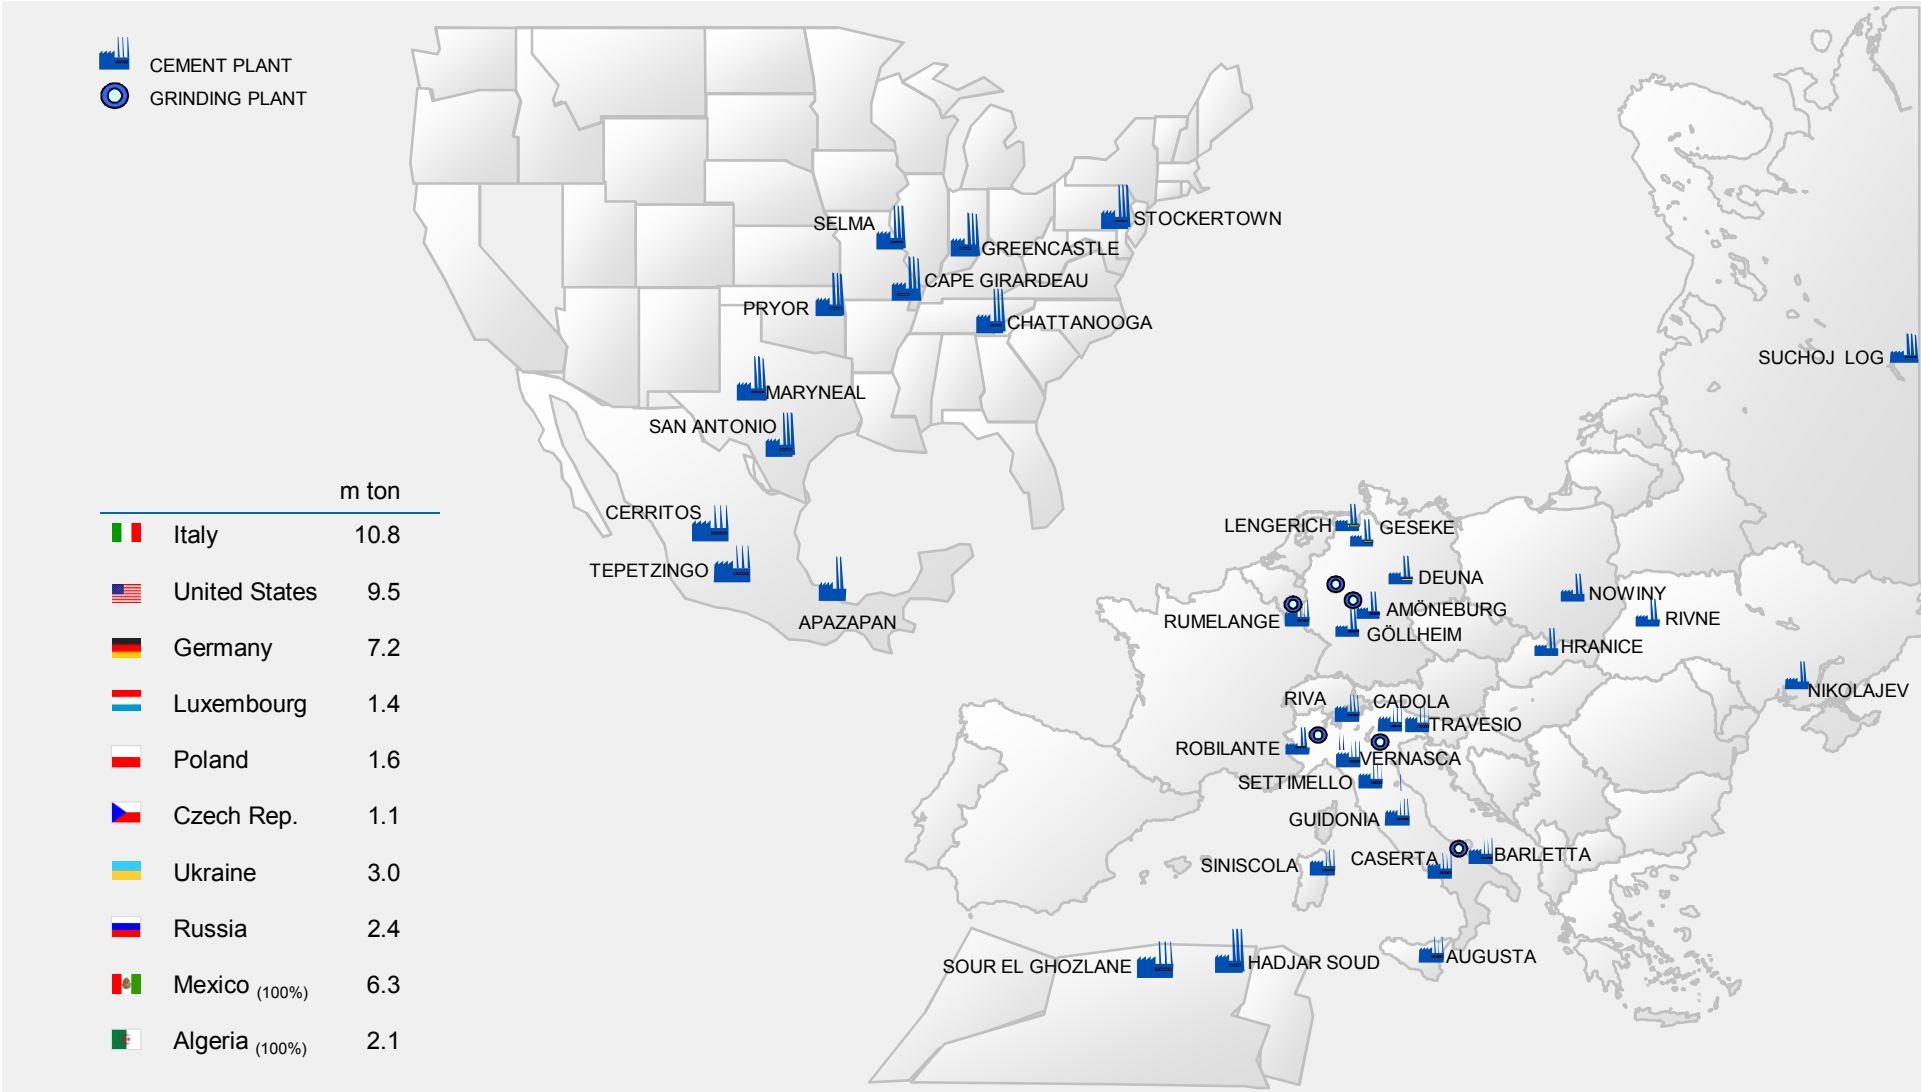 CEMENT PLANT
GRINDING PLANT
SELMA
STOCKERTOWN
GREENCASTLE
CAPE GIRARDEAU
PRYOR
CHATTANOOGA
SUCHOJ LOG
MARYNEAL
SAN ANTONIO
m ton
Italy 10.8
United States 9.5
Germany 7.2
Luxembourg 1.4
Poland 1.6
Czech Rep. 1.1
Ukraine 3.0
Russia 2.4
Mexico (100%) 6.3
Algeria (100%) 2.1
CERRITOS
TEPETZINGO
APAZAPAN
LENGERICH
GESEKE
DEUNA
NOWINY
AMÖNEBURG
RUMELANGE
GÖLLHEIM
RIVNE
HRANICE
NIKOLAJEV
RIVA
CADOLA
TRAVESIO
ROBILANTE
VERNASCA
SETTIMELLO
GUIDONIA
SINISCOLA
CASERTA
BARLETTA
SOUR EL GHOZLANE
HADJAR SOUD
AUGUSTA